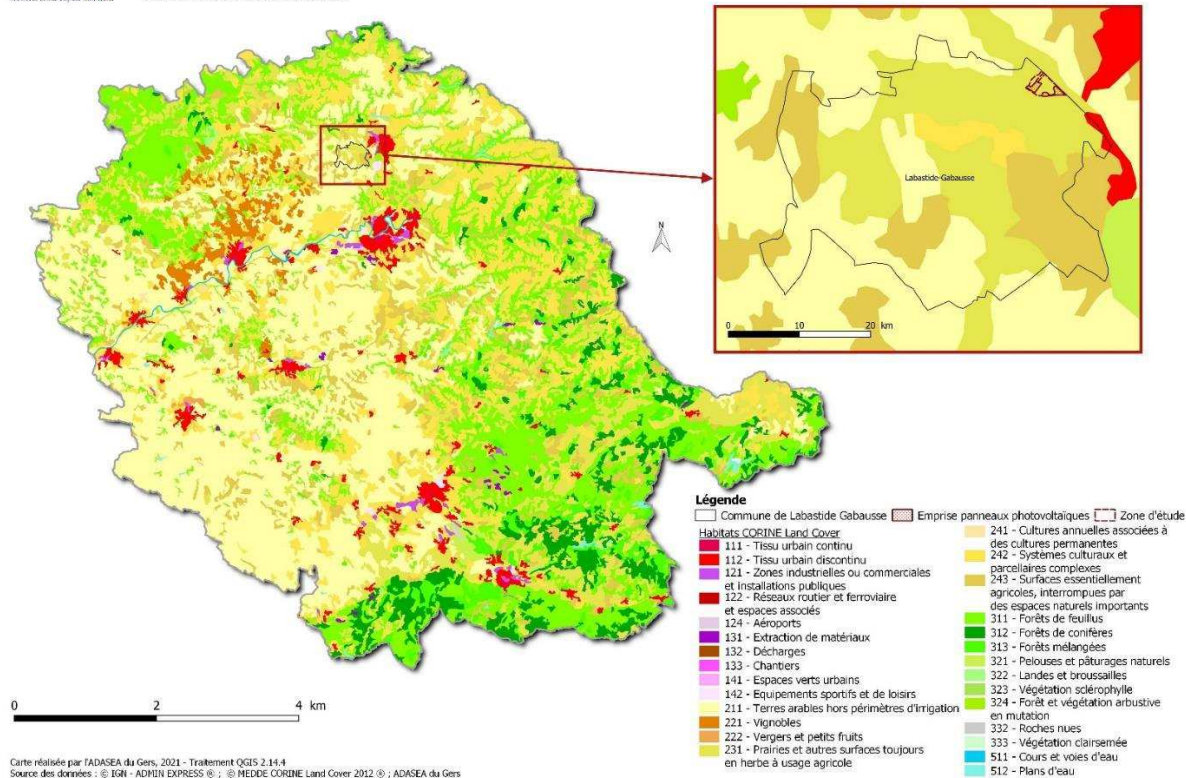 Labastide-Gabausse
0 10 20 km
N
Légende
Commune de Labastide Gabausse Emprise panneaux photovoltaïques Zone d'étude
Habitats CORINE Land Cover
111 - Tissu urbain continu
112 - Tissu urbain discontinu
121 - Zones industrielles ou commerciales
et installations publiques
122 - Réseaux routier et ferroviaire
et espaces associés
124 - Aéroports
131 - Extraction de matériaux
132 - Décharges
133 - Chantiers
141 - Espaces verts urbains
142 - Equipements sportifs et de loisirs
211 - Terres arables hors périmètres d'irrigation
221 - Vignobles
222 - Vergers et petits fruits
231 - Prairies et autres surfaces toujours
en herbe à usage agricole
241 - Cultures annuelles associées à
des cultures permanentes
242 - Systèmes culturaux et
parcellaires complexes
243 - Surfaces essentiellement
agricoles, interrompues par
des espaces naturels importants
311 - Forêts de feuillus
312 - Forêts de conifères
313 - Forêts mélangées
321 - Pelouses et pâturages naturels
322 - Landes et broussailles
323 - Végétation sclérophylle
324 - Forêt et végétation arbustive
en mutation
332 - Roches nues
333 - Végétation clairsemée
511 - Cours et voies d'eau
512 - Plans d'eau
0 2 4 km
Carte réalisée par l'ADASEA du Gers, 2021 - Traitement QGIS 2.14.4
Source des données : © IGN - ADMIN EXPRESS ® ; © MEDDE CORINE Land Cover 2012 ® ; ADASEA du Gers